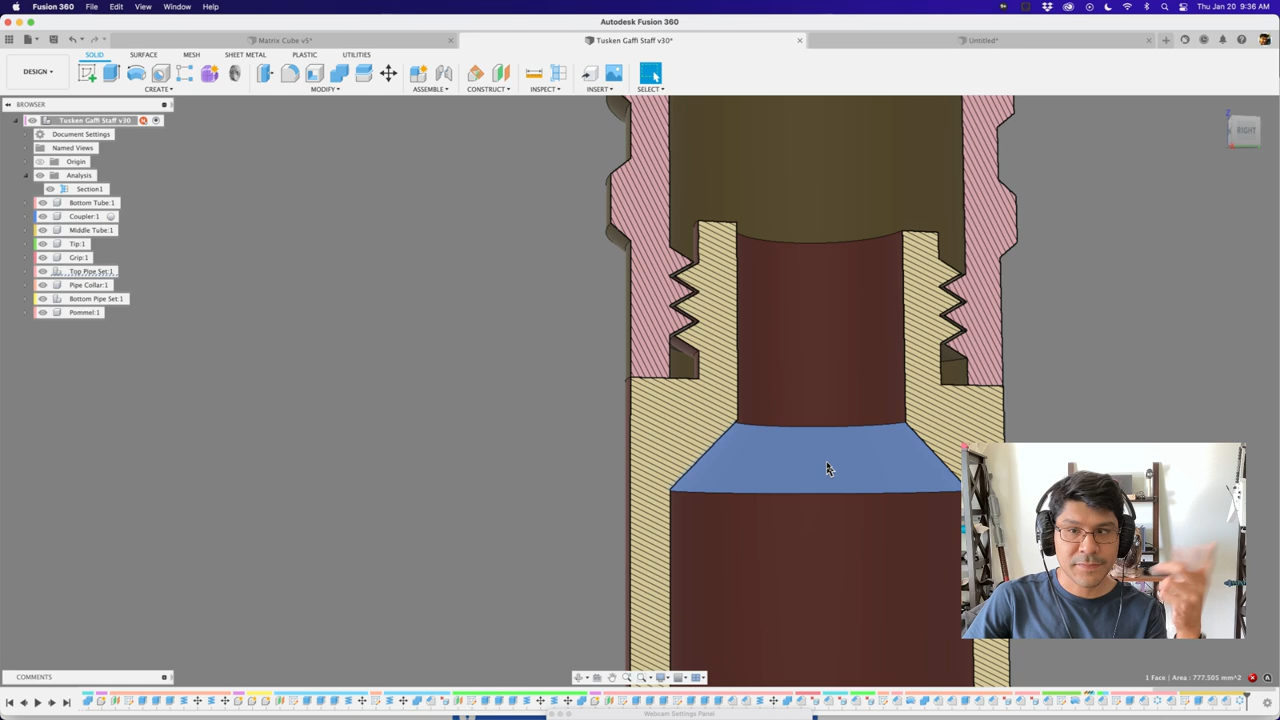 Fusion 360 File Edit View Window Help Thu Jan 20 9:36 AM
Autodesk Fusion 360
Matrix Cube v5* Tusken Gaffi Staff v30* Untitled*
SOLID SURFACE MESH SHEET METAL PLASTIC UTILITIES
DESIGN
CREATE MODIFY ASSEMBLE CONSTRUCT INSPECT INSERT SELECT
BROWSER
Tusken Gaffi Staff v30
Document Settings
Named Views
Origin
Analysis
Section1
Bottom Tube:1
Coupler:1
Middle Tube:1
Tip:1
Grip:1
Top Pipe Set:1
Pipe Collar:1
Bottom Pipe Set:1
Pommel:1
Z
RIGHT
COMMENTS
1 Face | Area : 777.505 mm^2
Webcam Settings Panel